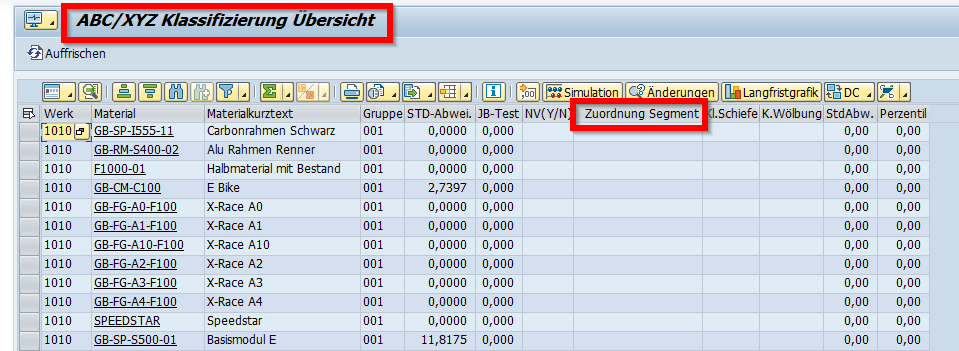 ABC/XYZ Klassifizierung Übersicht
Auffrischen
Simulation Änderungen Langfristgrafik DC
Werk Material Materialkurztext Gruppe STD-Abwei. JB-Test NV(Y/N) Zuordnung Segment Kl.Schiefe K.Wölbung StdAbw. Perzentil
1010 GB-SP-I555-11 Carbonrahmen Schwarz 001 0,0000 0,000 0,00 0,00
1010 GB-RM-S400-02 Alu Rahmen Renner 001 0,0000 0,000 0,00 0,00
1010 F1000-01 Halbmaterial mit Bestand 001 0,0000 0,000 0,00 0,00
1010 GB-CM-C100 E Bike 001 2,7397 0,000 0,00 0,00
1010 GB-FG-A0-F100 X-Race A0 001 0,0000 0,000 0,00 0,00
1010 GB-FG-A1-F100 X-Race A1 001 0,0000 0,000 0,00 0,00
1010 GB-FG-A10-F100 X-Race A10 001 0,0000 0,000 0,00 0,00
1010 GB-FG-A2-F100 X-Race A2 001 0,0000 0,000 0,00 0,00
1010 GB-FG-A3-F100 X-Race A3 001 0,0000 0,000 0,00 0,00
1010 GB-FG-A4-F100 X-Race A4 001 0,0000 0,000 0,00 0,00
1010 SPEEDSTAR Speedstar 001 0,0000 0,000 0,00 0,00
1010 GB-SP-S500-01 Basismodul E 001 11,8175 0,000 0,00 0,00